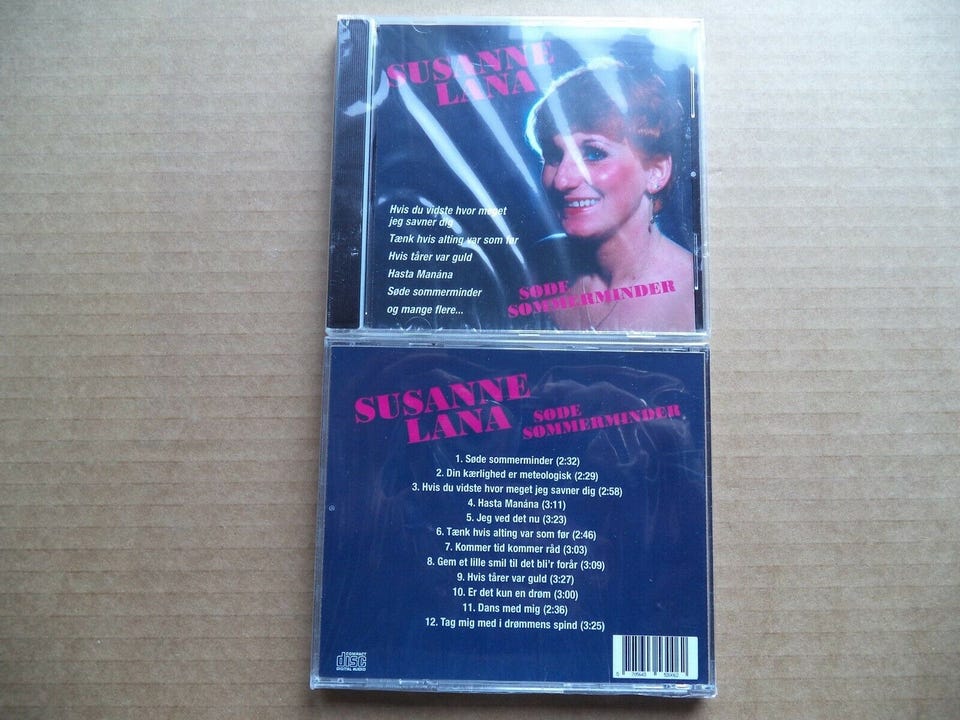 SUSANNE
LANA
Hvis du vidste hvor meget
jeg savner dig
Tænk hvis alting var som før
Hvis tårer var guld
Hasta Manána
Søde sommerminder
og mange flere...
SØDE
SOMMERMINDER
SUSANNE
LANA
SØDE
SOMMERMINDER
1. Søde sommerminder (2:32)
2. Din kærlighed er meteologisk (2:29)
3. Hvis du vidste hvor meget jeg savner dig (2:58)
4. Hasta Manána (3:11)
5. Jeg ved det nu (3:23)
6. Tænk hvis alting var som før (2:46)
7. Kommer tid kommer råd (3:03)
8. Gem et lille smil til det bli'r forår (3:09)
9. Hvis tårer var guld (3:27)
10. Er det kun en drøm (3:00)
11. Dans med mig (2:36)
12. Tag mig med i drømmens spind (3:25)
COMPACT
disc
DIGITAL AUDIO